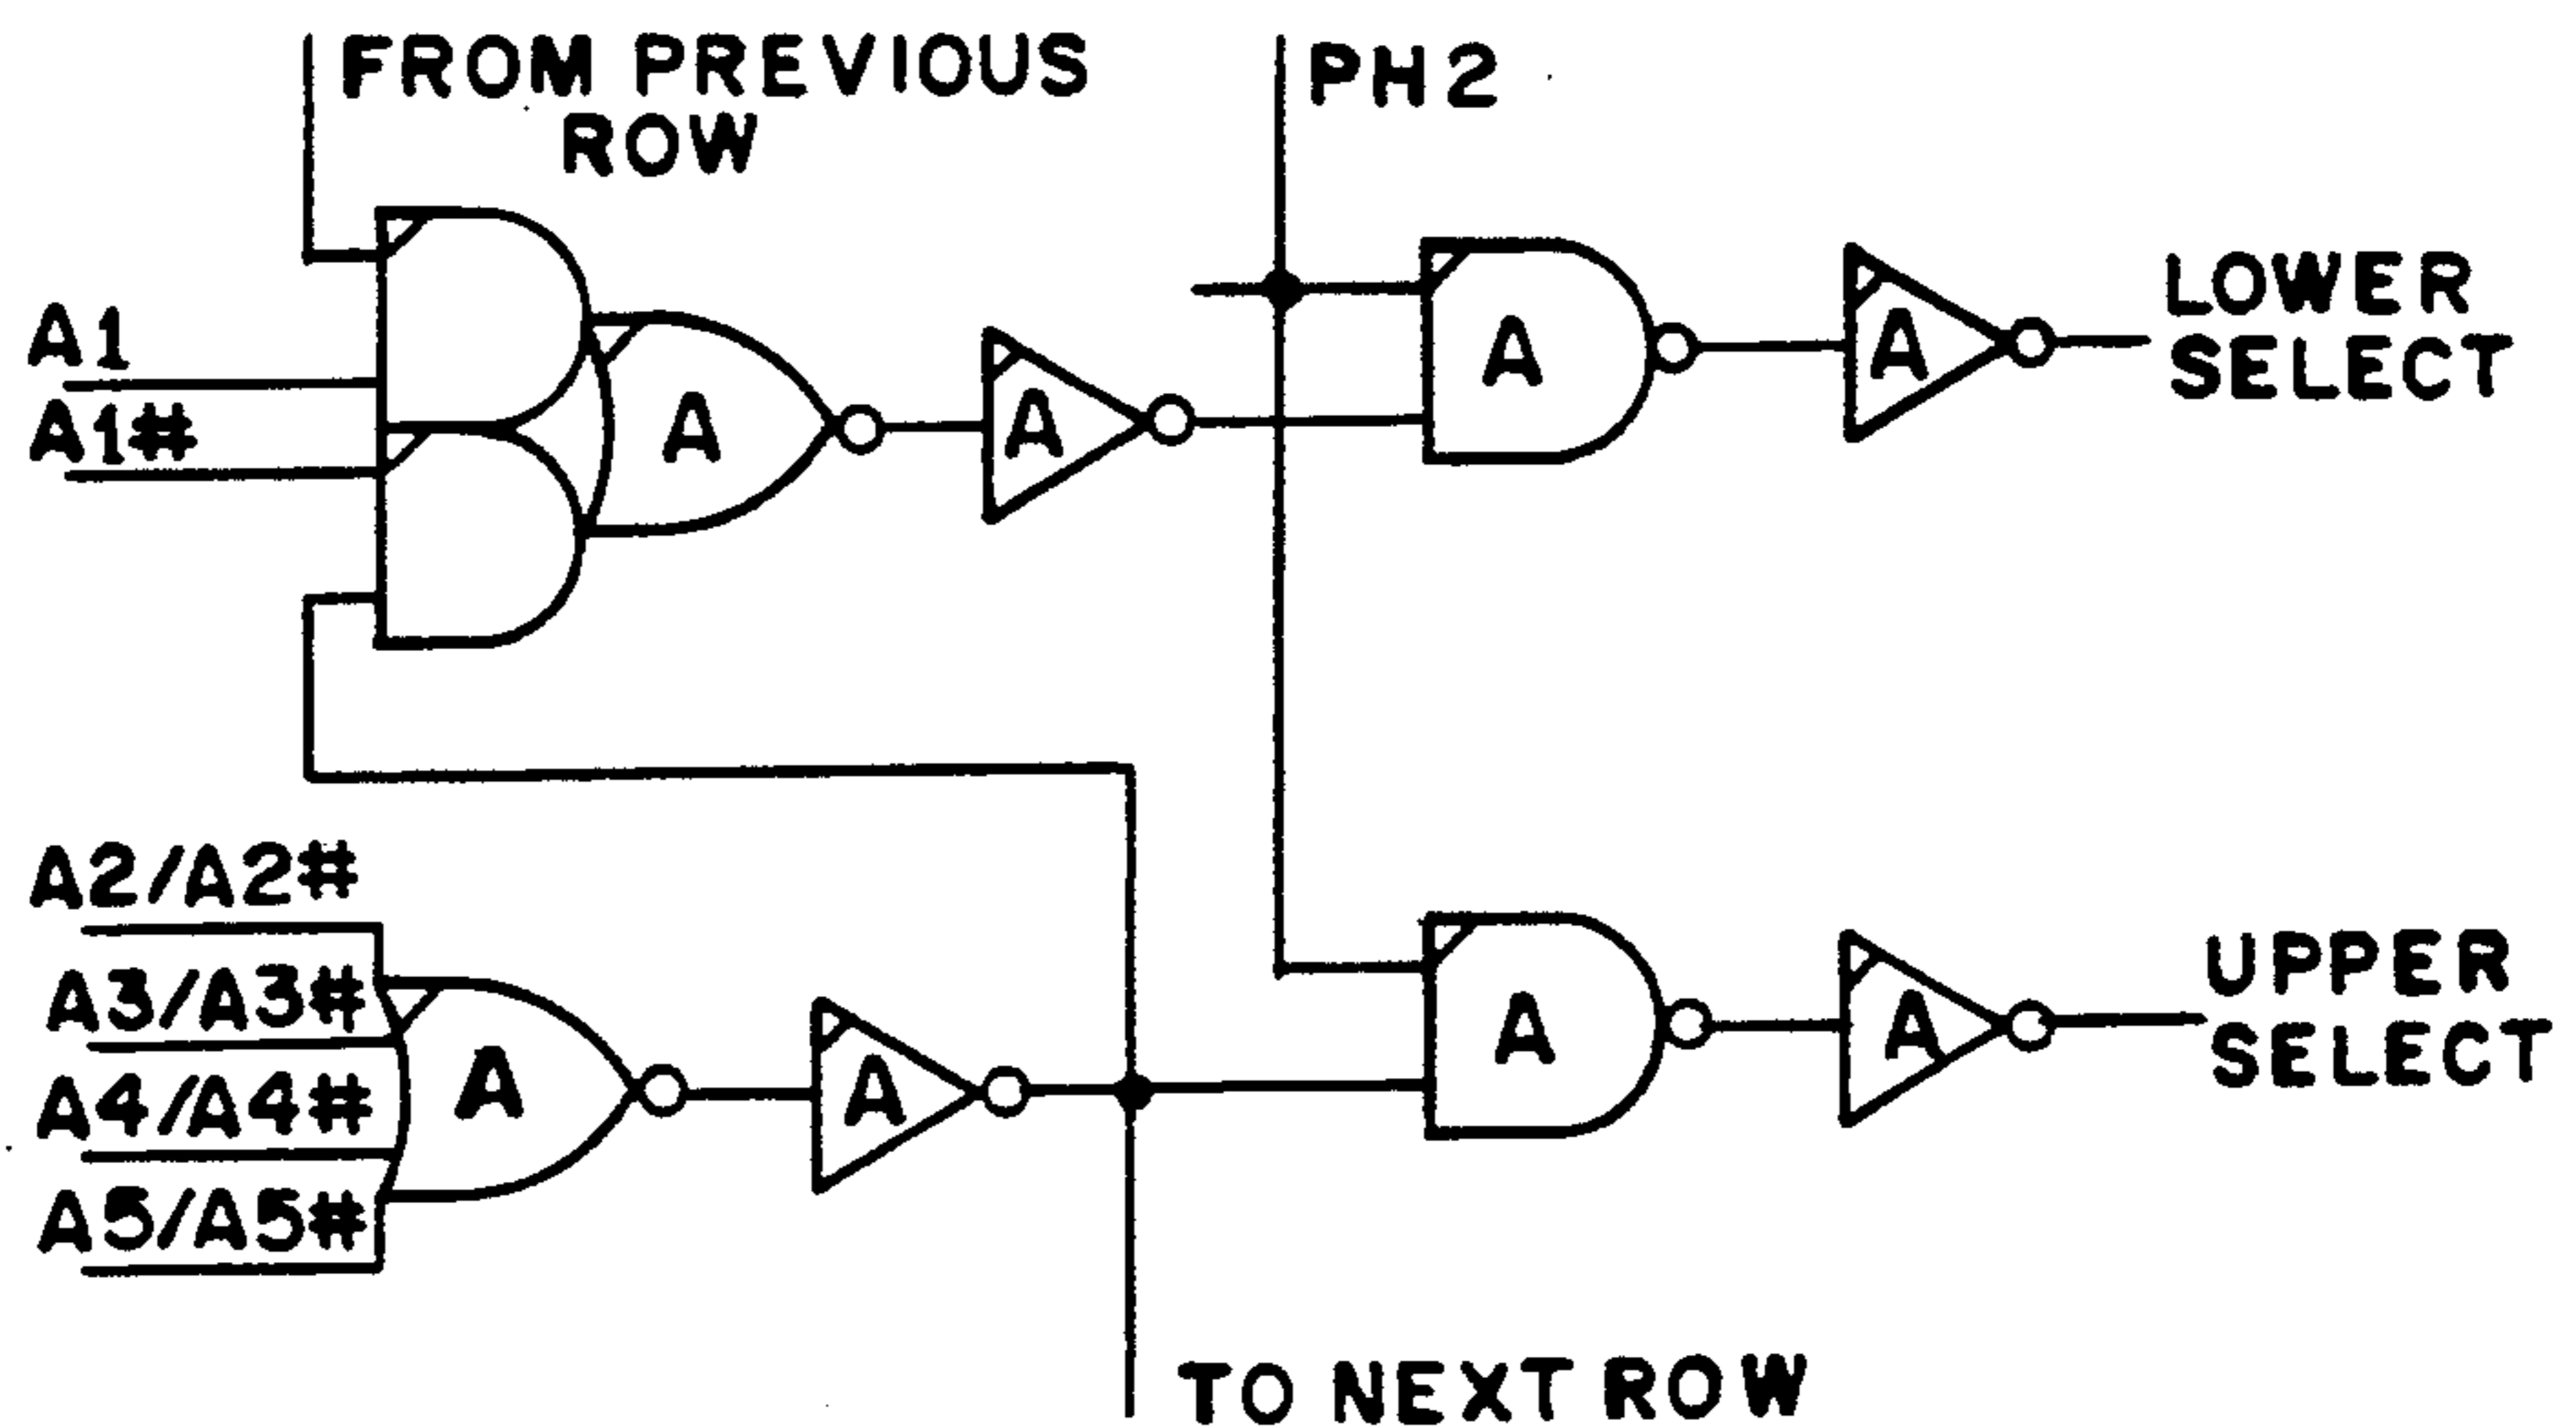 FROM PREVIOUS
ROW
PH2
A1
A1#
A
A
A
A
LOWER
SELECT
A2/A2#
A3/A3#
A4/A4#
A5/A5#
A
A
A
A
UPPER
SELECT
TO NEXT ROW